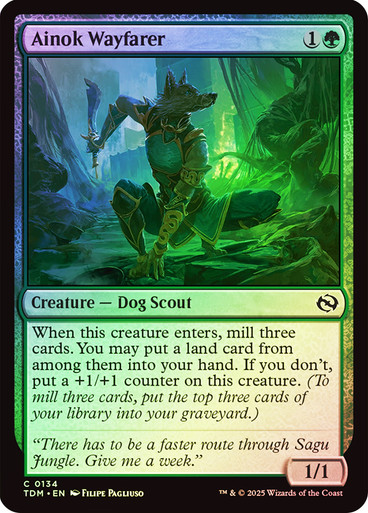 Ainok Wayfarer 1
Creature — Dog Scout
When this creature enters, mill three
cards. You may put a land card from
among them into your hand. If you don't,
put a +1/+1 counter on this creature. (To
mill three cards, put the top three cards of
your library into your graveyard.)
"There has to be a faster route through Sagu
Jungle. Give me a week."
1/1
C 0134
TDM • EN Filipe Pagliuso
™ & © 2025 Wizards of the Coast